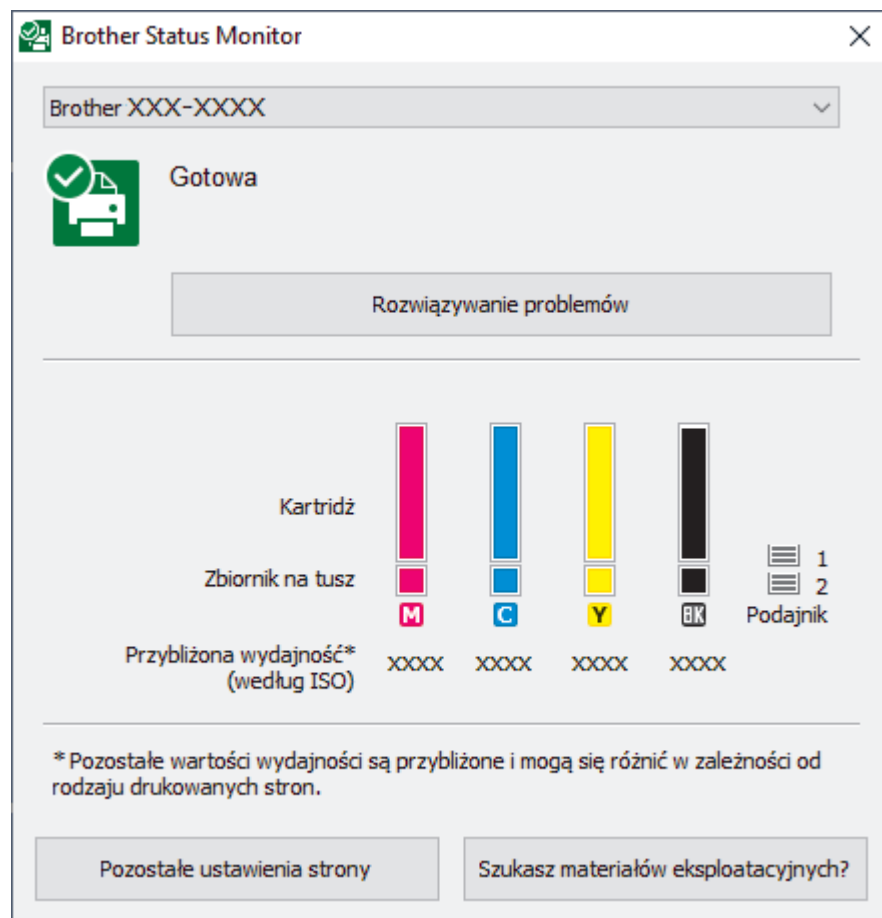 Brother Status Monitor
Brother XXX-XXXX
Gotowa
Rozwiązywanie problemów
Kartridż
Zbiornik na tusz
1
2
M C Y BK Podajnik
Przybliżona wydajność* XXXX XXXX XXXX XXXX
(według ISO)
* Pozostałe wartości wydajności są przybliżone i mogą się różnić w zależności od
rodzaju drukowanych stron.
Pozostałe ustawienia strony
Szukasz materiałów eksploatacyjnych?